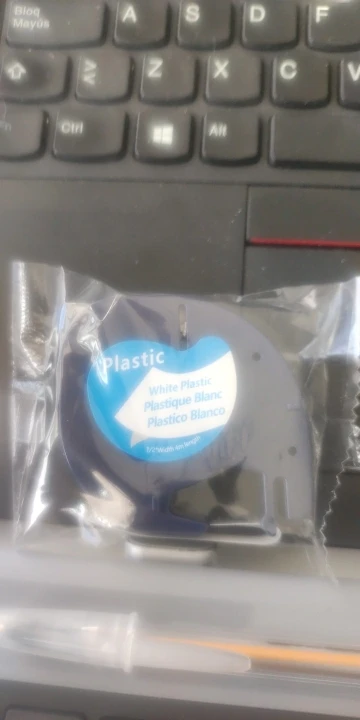 Bloq
Mayús
A
S
D
F
Z
X
C
V
Ctrl
Alt
Plastic
White Plastic
Plastique Blanc
Plastico Blanco